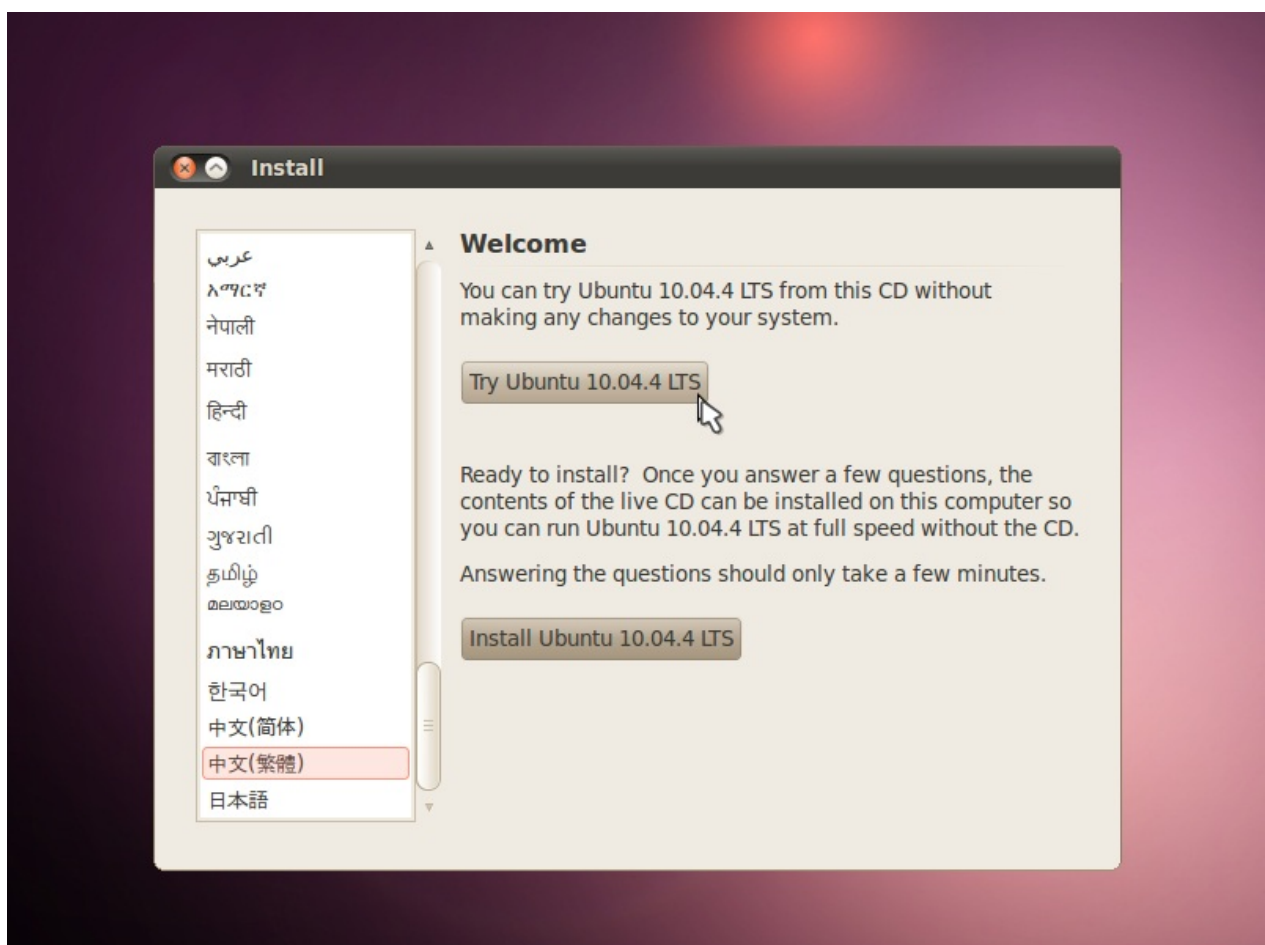 Install
عربي
አማርኛ
नेपाली
मराठी
हिन्दी
বাংলা
ਪੰਜਾਬੀ
ગુજરાતી
தமிழ்
മലയാളം
ภาษาไทย
한국어
中文(简体)
中文(繁體)
日本語
Welcome
You can try Ubuntu 10.04.4 LTS from this CD without
making any changes to your system.
Try Ubuntu 10.04.4 LTS
Ready to install?  Once you answer a few questions, the
contents of the live CD can be installed on this computer so
you can run Ubuntu 10.04.4 LTS at full speed without the CD.
Answering the questions should only take a few minutes.
Install Ubuntu 10.04.4 LTS